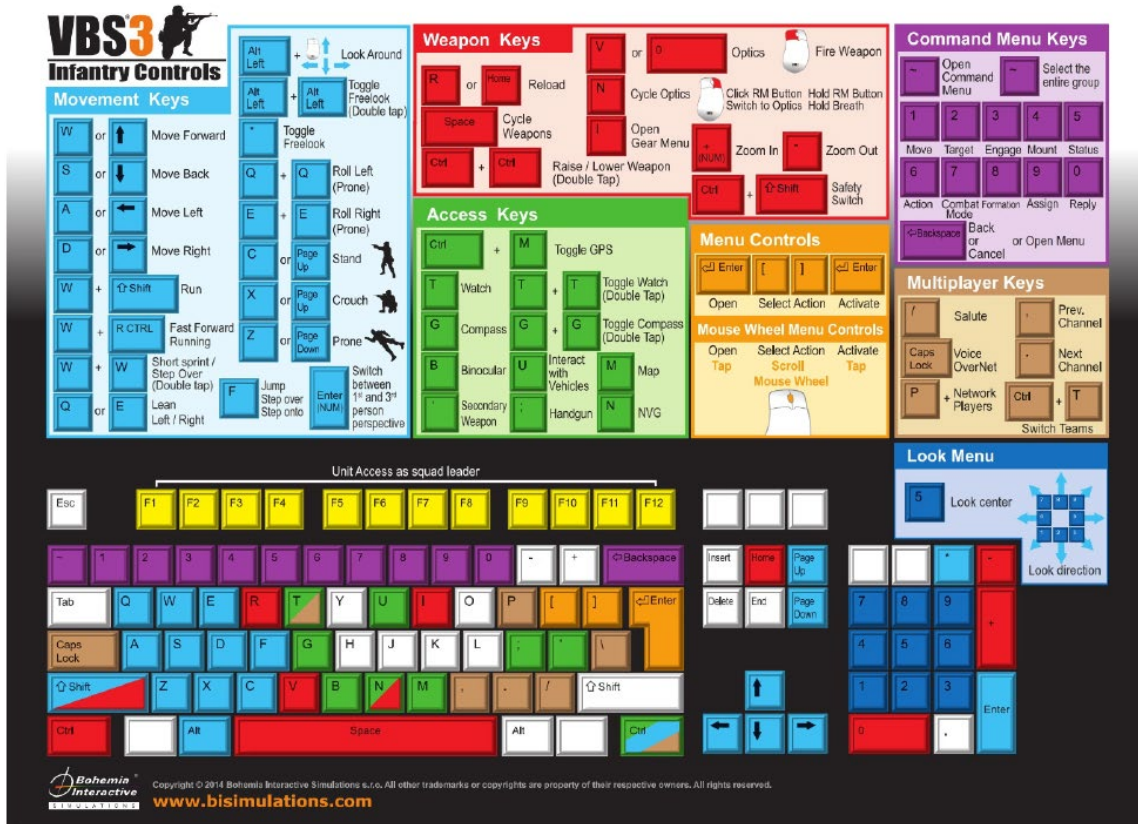 VBS3
Infantry Controls
Movement Keys
W or ↑ Move Forward
S or ↓ Move Back
A or ← Move Left
D or → Move Right
W + ⇧ Shift Run
W + R CTRL Fast Forward
Running
W + W Short sprint /
Step Over
(Double tap)
Q or E Lean
Left / Right
Alt
Left + Look Around
Alt
Left + Alt
Left Toggle
Freelook
(Double tap)
* Toggle
Freelook
Q + Q Roll Left
(Prone)
E + E Roll Right
(Prone)
C or Page
Up Stand
X or Page
Up Crouch
Z or Page
Down Prone
F Jump
Step over
Step onto
Enter
(NUM) Switch
between
1st and 3rd
person
perspective
Weapon Keys
R or Home Reload
Space Cycle
Weapons
Ctrl + Ctrl Raise / Lower Weapon
(Double Tap)
V or 0 Optics
N Cycle Optics
I Open
Gear Menu
Fire Weapon
Click RM Button
Switch to Optics
Hold RM Button
Hold Breath
+
(NUM) Zoom In
- Zoom Out
Ctrl + ⇧ Shift Safety
Switch
Access Keys
Ctrl + M Toggle GPS
T Watch
T + T Toggle Watch
(Double Tap)
G Compass
G + G Toggle Compass
(Double Tap)
B Binocular
U Interact
with
Vehicles
M Map
' Secondary
Weapon
; Handgun
N NVG
Menu Controls
Enter [ ] Enter
Open Select Action Activate
Mouse Wheel Menu Controls
Open Select Action Activate
Tap Scroll Tap
Mouse Wheel
Command Menu Keys
~ Open
Command
Menu
~ Select the
entire group
1 2 3 4 5
Move Target Engage Mount Status
6 7 8 9 0
Action Combat
Mode Formation Assign Reply
Backspace Back
or
Cancel
or Open Menu
Multiplayer Keys
/ Salute
, Prev.
Channel
Caps
Lock Voice
OverNet
. Next
Channel
P + Network
Players
Ctrl + T
Switch Teams
Look Menu
5 Look center
7 8 9
4 6
1 2 3
Look direction
Unit Access as squad leader
Esc F1 F2 F3 F4 F5 F6 F7 F8 F9 F10 F11 F12
~ 1 2 3 4 5 6 7 8 9 0 - + Backspace
Insert Home Page
Up
* -
Tab Q W E R T Y U I O P [ ] Enter
Delete End Page
Down
7 8 9 +
Caps
Lock A S D F G H J K L ; ' \
4 5 6
⇧ Shift Z X C V B N M , . / ⇧ Shift
↑
1 2 3 Enter
Ctrl Alt Space Alt Ctrl
← ↓ →
0 .
Bohemia
Interactive
SIMULATIONS
Copyright © 2014 Bohemia Interactive Simulations s.r.o. All other trademarks or copyrights are property of their respective owners. All rights reserved.
www.bisimulations.com